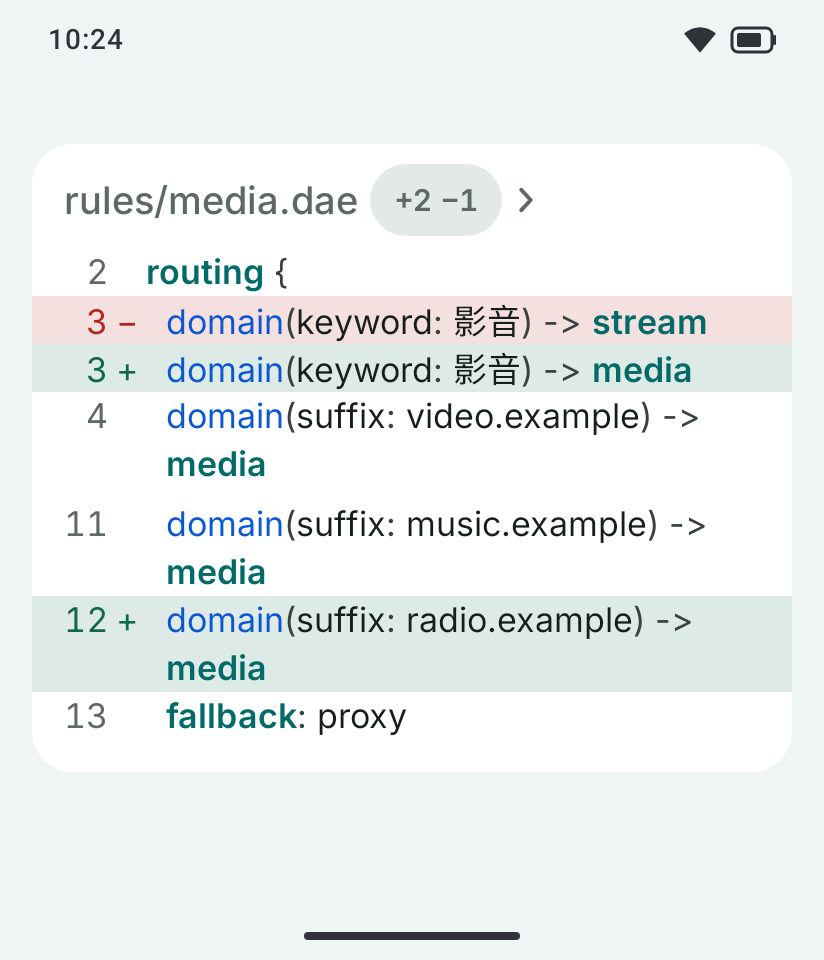 10:24
rules/media.dae +2 −1
2 routing {
3 − domain(keyword: 影音) -> stream
3 + domain(keyword: 影音) -> media
4 domain(suffix: video.example) ->
media
11 domain(suffix: music.example) ->
media
12 + domain(suffix: radio.example) ->
media
13 fallback: proxy